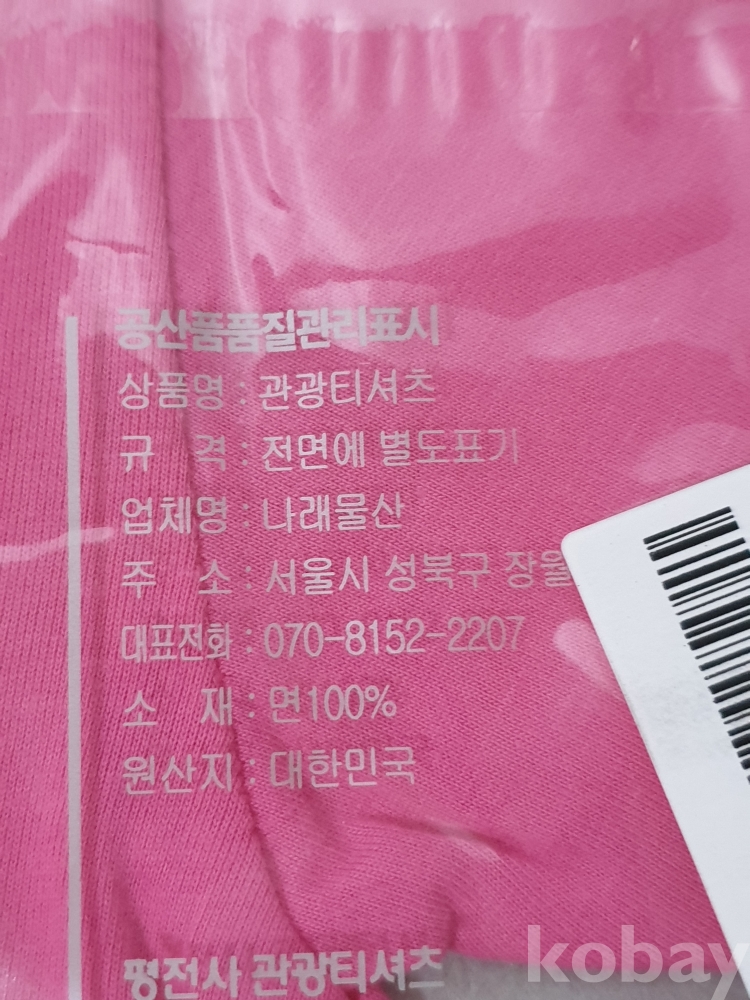 공산품품질관리표시
상품명 : 관광티셔츠
규 격 : 전면에 별도표기
업체명 : 나래물산
주 소 : 서울시 성북구 장월
대표전화 : 070-8152-2207
소 재 : 면100%
원산지 : 대한민국
평전사 관광티셔츠
kobay